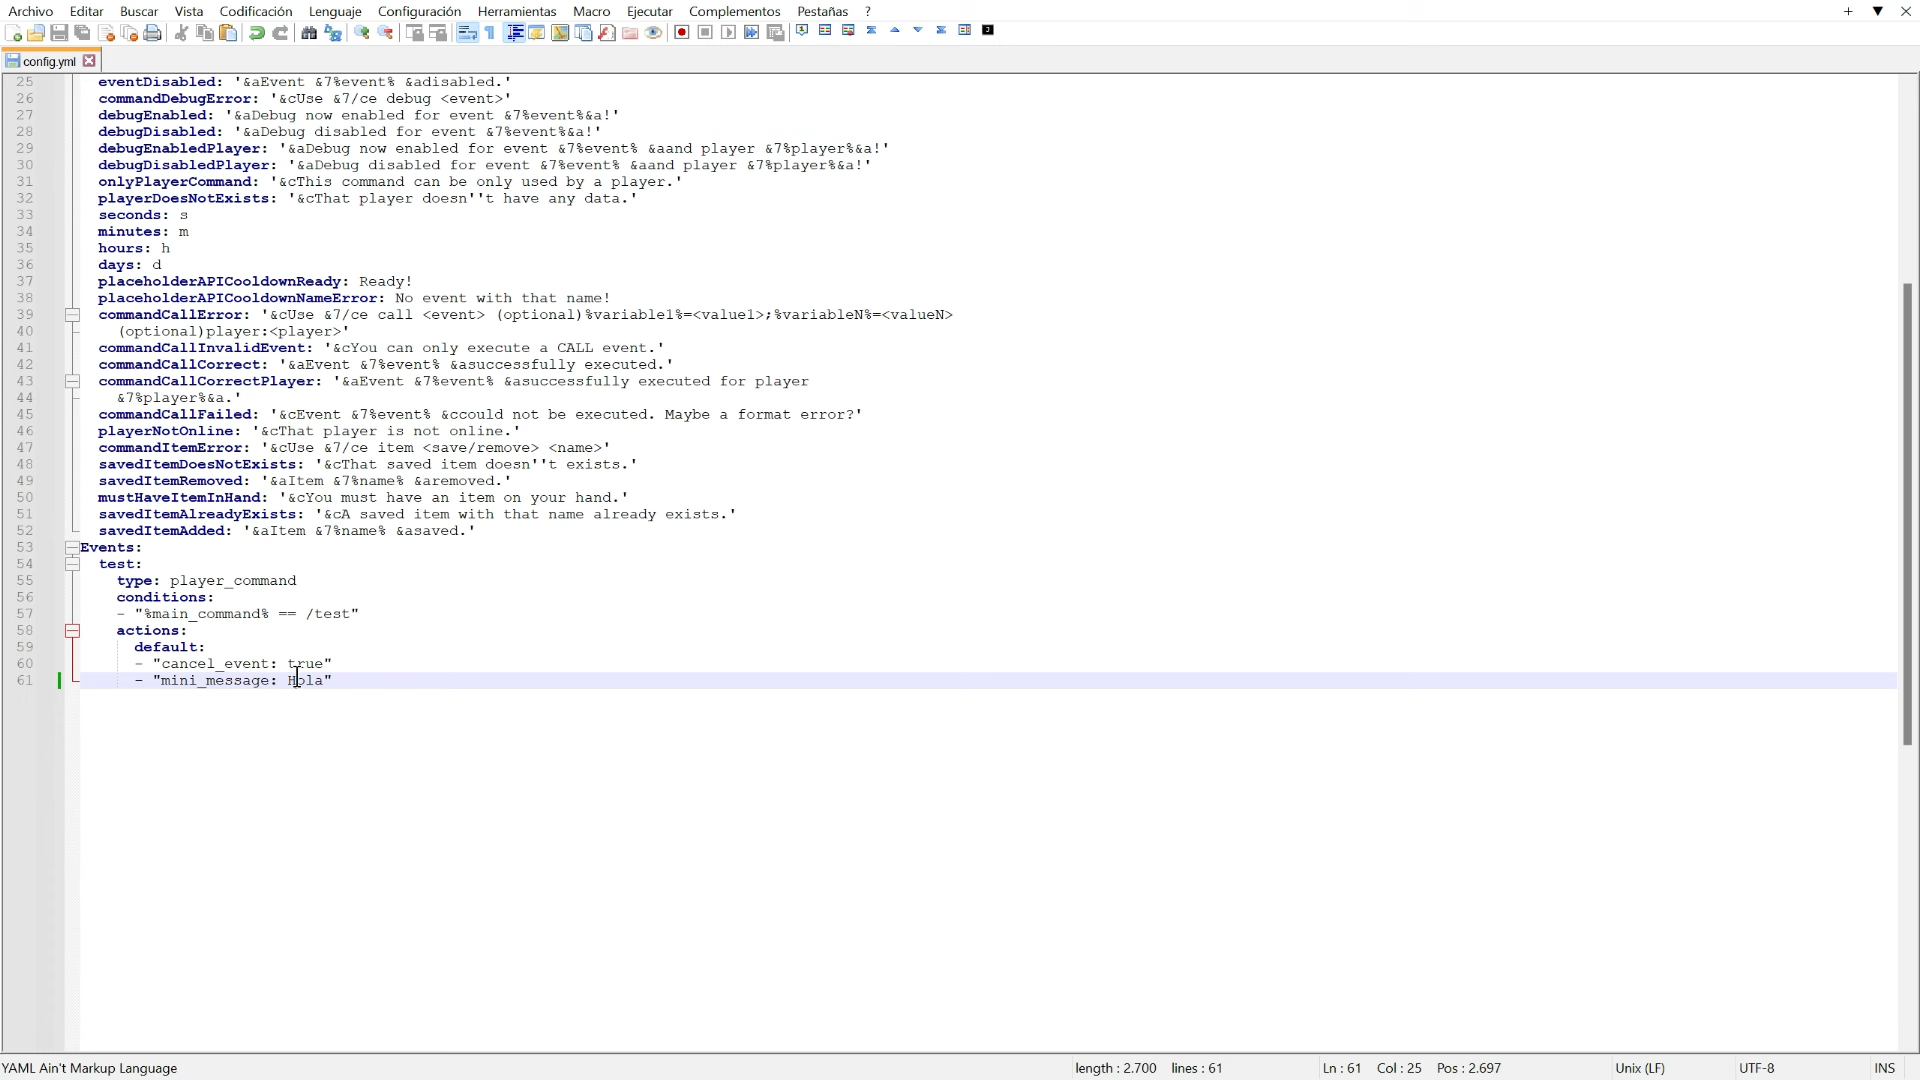 Archivo Editar Buscar Vista Codificación Lenguaje Configuración Herramientas Macro Ejecutar Complementos Pestañas ?
config.yml
25 eventDisabled: '&aEvent &7%event% &adisabled.'
26 commandDebugError: '&cUse &7/ce debug <event>'
27 debugEnabled: '&aDebug now enabled for event &7%event%&a!'
28 debugDisabled: '&aDebug disabled for event &7%event%&a!'
29 debugEnabledPlayer: '&aDebug now enabled for event &7%event% &aand player &7%player%&a!'
30 debugDisabledPlayer: '&aDebug disabled for event &7%event% &aand player &7%player%&a!'
31 onlyPlayerCommand: '&cThis command can be only used by a player.'
32 playerDoesNotExists: '&cThat player doesn''t have any data.'
33 seconds: s
34 minutes: m
35 hours: h
36 days: d
37 placeholderAPICooldownReady: Ready!
38 placeholderAPICooldownNameError: No event with that name!
39 commandCallError: '&cUse &7/ce call <event> (optional)%variable1%=<value1>;%variableN%=<valueN>
40 (optional)player:<player>'
41 commandCallInvalidEvent: '&cYou can only execute a CALL event.'
42 commandCallCorrect: '&aEvent &7%event% &asuccessfully executed.'
43 commandCallCorrectPlayer: '&aEvent &7%event% &asuccessfully executed for player
44 &7%player%&a.'
45 commandCallFailed: '&cEvent &7%event% &ccould not be executed. Maybe a format error?'
46 playerNotOnline: '&cThat player is not online.'
47 commandItemError: '&cUse &7/ce item <save/remove> <name>'
48 savedItemDoesNotExists: '&cThat saved item doesn''t exists.'
49 savedItemRemoved: '&aItem &7%name% &aremoved.'
50 mustHaveItemInHand: '&cYou must have an item on your hand.'
51 savedItemAlreadyExists: '&cA saved item with that name already exists.'
52 savedItemAdded: '&aItem &7%name% &asaved.'
53 Events:
54 test:
55 type: player_command
56 conditions:
57 - "%main_command% == /test"
58 actions:
59 default:
60 - "cancel_event: true"
61 - "mini_message: Hola"
YAML Ain't Markup Language length : 2.700 lines : 61 Ln : 61 Col : 25 Pos : 2.697 Unix (LF) UTF-8 INS